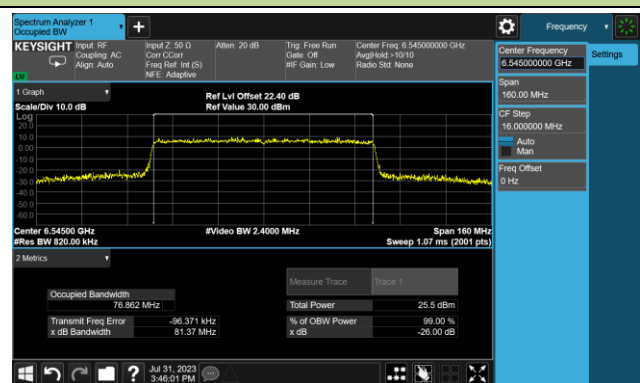 Spectrum Analyzer 1
Occupied BW
Frequency
KEYSIGHT
Input: RF
Coupling: AC
Align: Auto
Input Z: 50 Ω
Corr CCorr
Freq Ref: Int (S)
NFE: Adaptive
Atten: 20 dB
Trig: Free Run
Gate: Off
#IF Gain: Low
Center Freq: 6.545000000 GHz
Avg|Hold:>10/10
Radio Std: None
LW
Center Frequency
6.545000000 GHz
Settings
Span
160.00 MHz
CF Step
16.000000 MHz
Auto
Man
Freq Offset
0 Hz
1 Graph
Scale/Div 10.0 dB
Ref Lvl Offset 22.40 dB
Ref Value 30.00 dBm
Log
20.0
10.0
0.00
-10.0
-20.0
-30.0
-40.0
-50.0
-60.0
Center 6.54500 GHz
#Video BW 2.4000 MHz
Span 160 MHz
#Res BW 820.00 kHz
Sweep 1.07 ms (2001 pts)
2 Metrics
Measure Trace
Trace 1
Occupied Bandwidth
76.862 MHz
Total Power
25.5 dBm
Transmit Freq Error
-96.371 kHz
% of OBW Power
99.00 %
x dB Bandwidth
81.37 MHz
x dB
-26.00 dB
?
Jul 31, 2023
3:46:01 PM